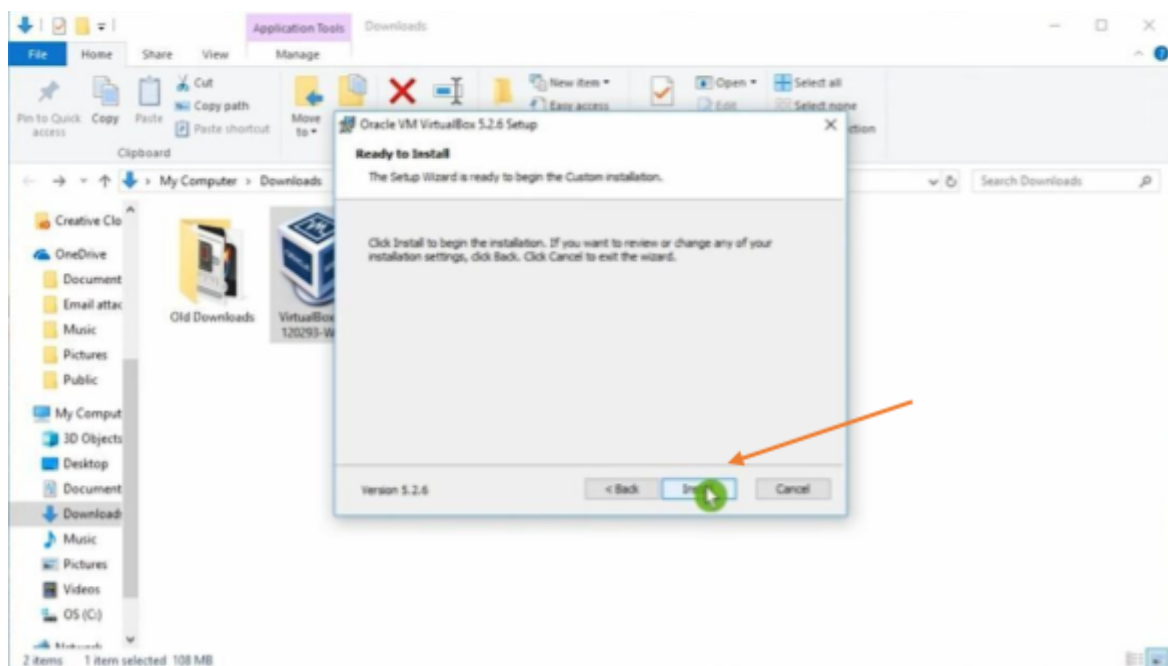 Application Tools
Downloads
File
Home
Share
View
Manage
Pin to Quick
access
Copy
Paste
Cut
Copy path
Paste shortcut
Move
to
New item
Easy access
Open
Edit
Select all
Select none
ction
Clipboard
My Computer
Downloads
Search Downloads
Oracle VM VirtualBox 5.2.6 Setup
Ready to Install
The Setup Wizard is ready to begin the Custom installation.
Click Install to begin the installation. If you want to review or change any of your
installation settings, click Back. Click Cancel to exit the wizard.
Version 5.2.6
< Back
Cancel
Creative Clo
OneDrive
Document
Email attac
Music
Pictures
Public
My Comput
3D Objects
Desktop
Document
Download
Music
Pictures
Videos
OS (C:)
Network
Old Downloads
VirtualBox
120293-W
2 items
1 item selected 108 MB